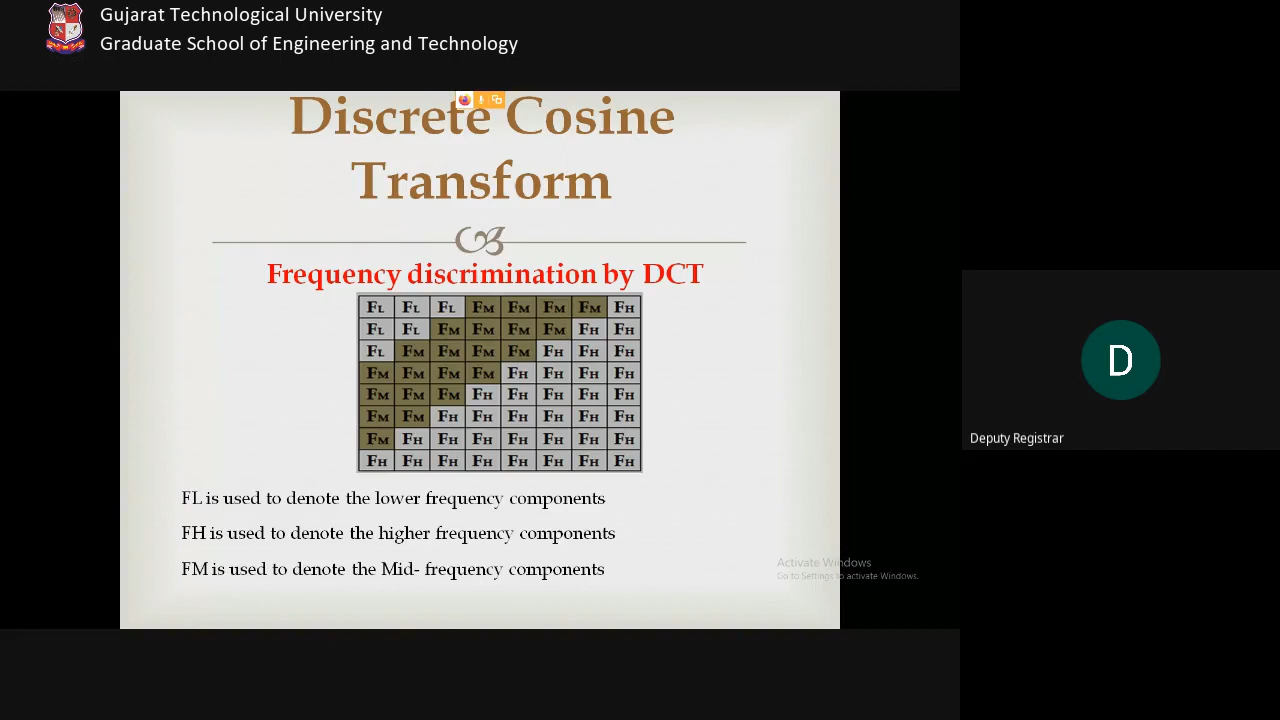 Gujarat Technological University
Graduate School of Engineering and Technology
Discrete Cosine
Transform
Frequency discrimination by DCT
FL FL FL FM FM FM FM FH
FL FL FM FM FM FM FH FH
FL FM FM FM FM FH FH FH
FM FM FM FM FH FH FH FH
FM FM FM FH FH FH FH FH
FM FM FH FH FH FH FH FH
FM FH FH FH FH FH FH FH
FH FH FH FH FH FH FH FH
FL is used to denote the lower frequency components
FH is used to denote the higher frequency components
FM is used to denote the Mid- frequency components
Activate Windows
Go to Settings to activate Windows.
D
Deputy Registrar